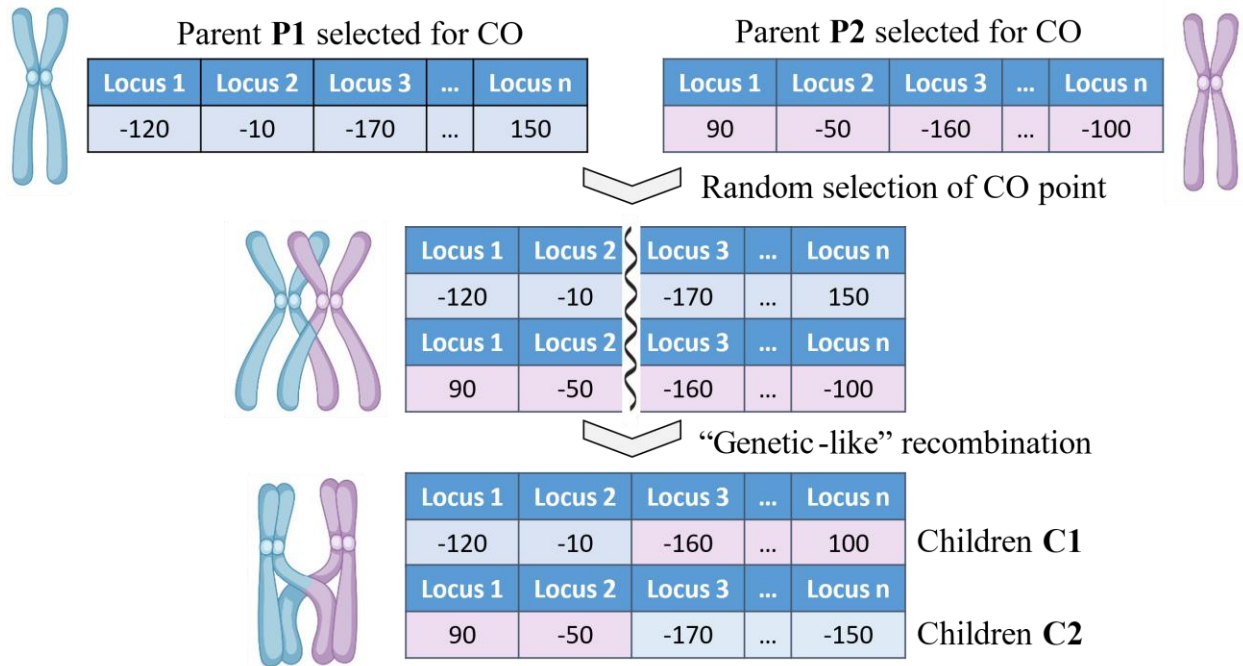 Parent P1 selected for CO
Locus 1 Locus 2 Locus 3 ... Locus n
-120 -10 -170 ... 150
Parent P2 selected for CO
Locus 1 Locus 2 Locus 3 ... Locus n
90 -50 -160 ... -100
Random selection of CO point
Locus 1 Locus 2 Locus 3 ... Locus n
-120 -10 -170 ... 150
Locus 1 Locus 2 Locus 3 ... Locus n
90 -50 -160 ... -100
“Genetic-like” recombination
Locus 1 Locus 2 Locus 3 ... Locus n
-120 -10 -160 ... 100 Children C1
Locus 1 Locus 2 Locus 3 ... Locus n
90 -50 -170 ... -150 Children C2